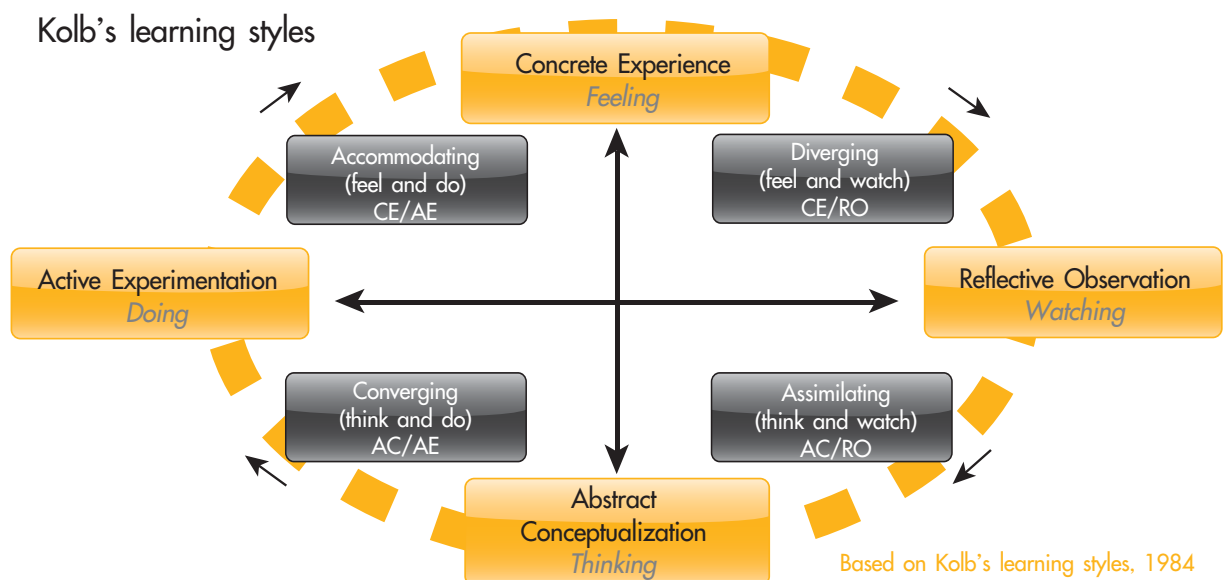 Kolb’s learning styles
Concrete Experience
Feeling
Accommodating
(feel and do)
CE/AE
Diverging
(feel and watch)
CE/RO
Active Experimentation
Doing
Reflective Observation
Watching
Converging
(think and do)
AC/AE
Assimilating
(think and watch)
AC/RO
Abstract
Conceptualization
Thinking
Based on Kolb’s learning styles, 1984